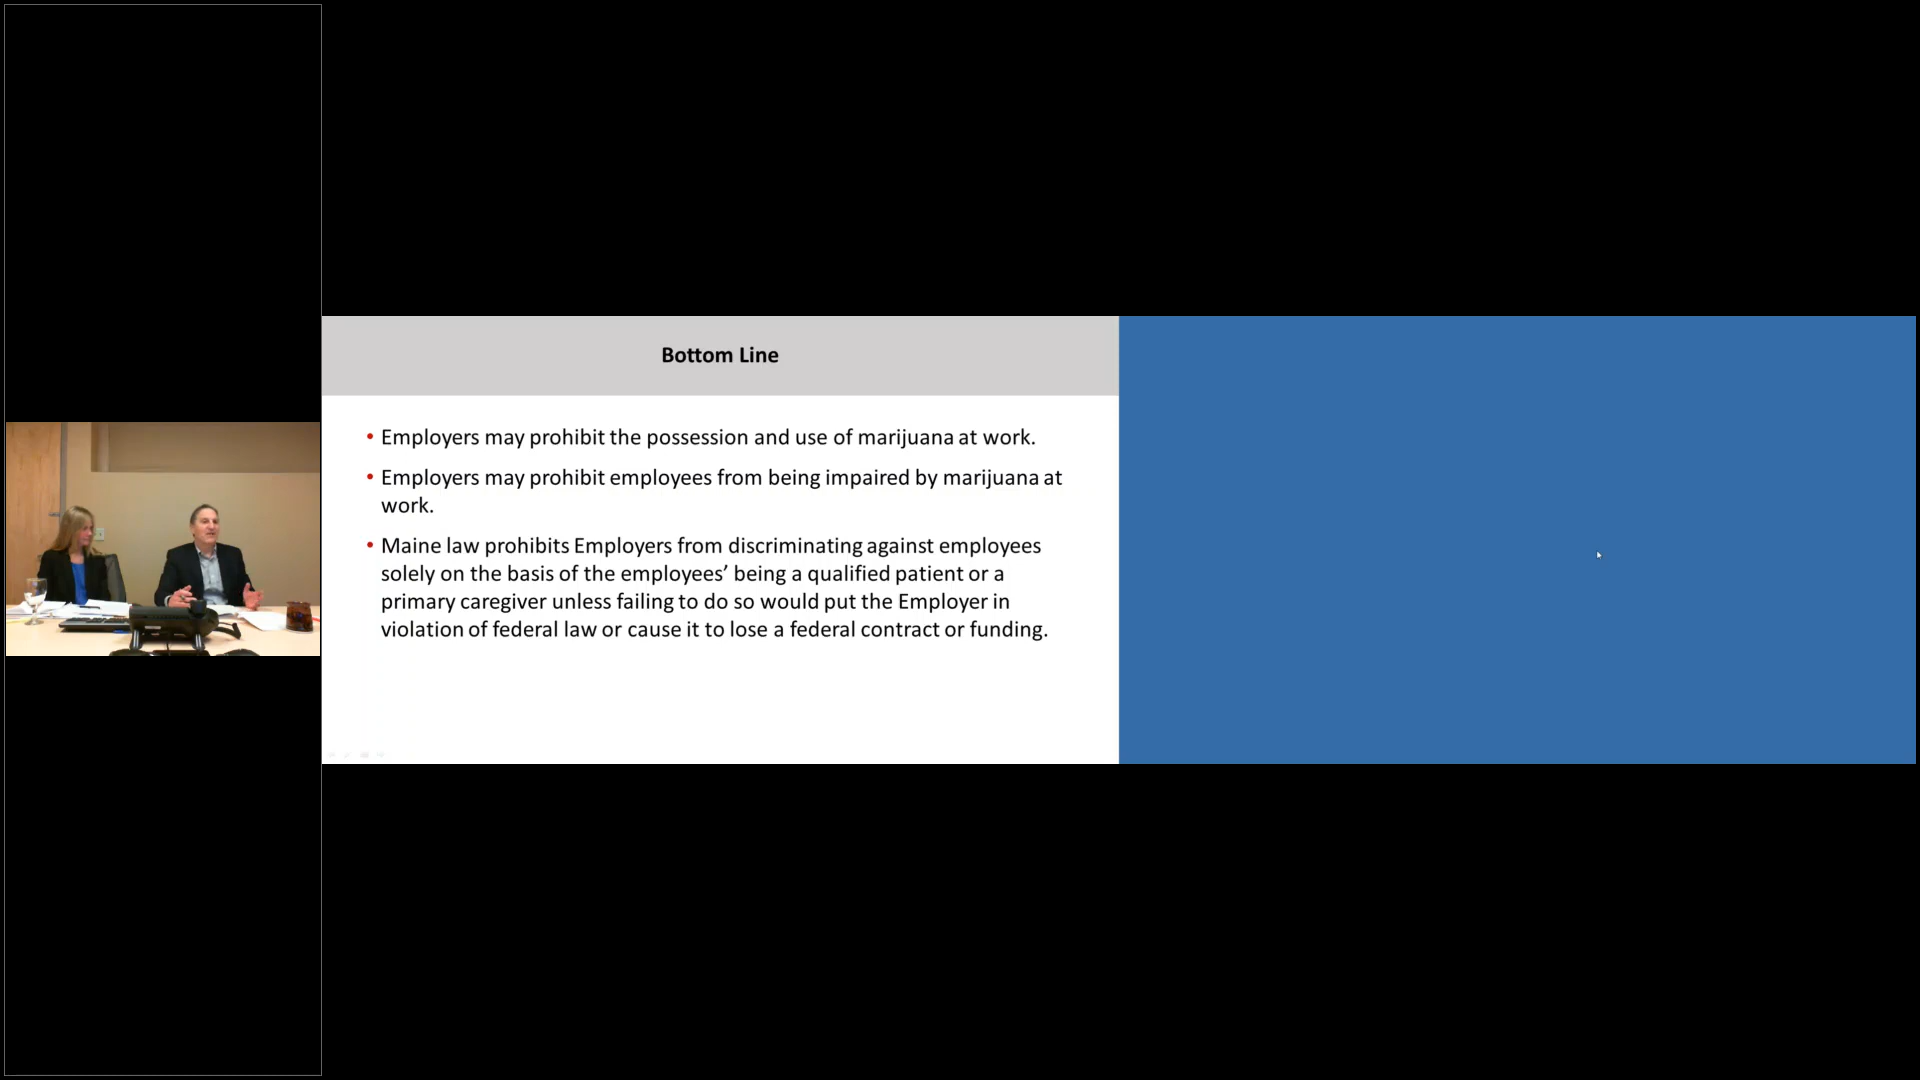 Bottom Line
• Employers may prohibit the possession and use of marijuana at work.
• Employers may prohibit employees from being impaired by marijuana at
work.
• Maine law prohibits Employers from discriminating against employees
solely on the basis of the employees’ being a qualified patient or a
primary caregiver unless failing to do so would put the Employer in
violation of federal law or cause it to lose a federal contract or funding.